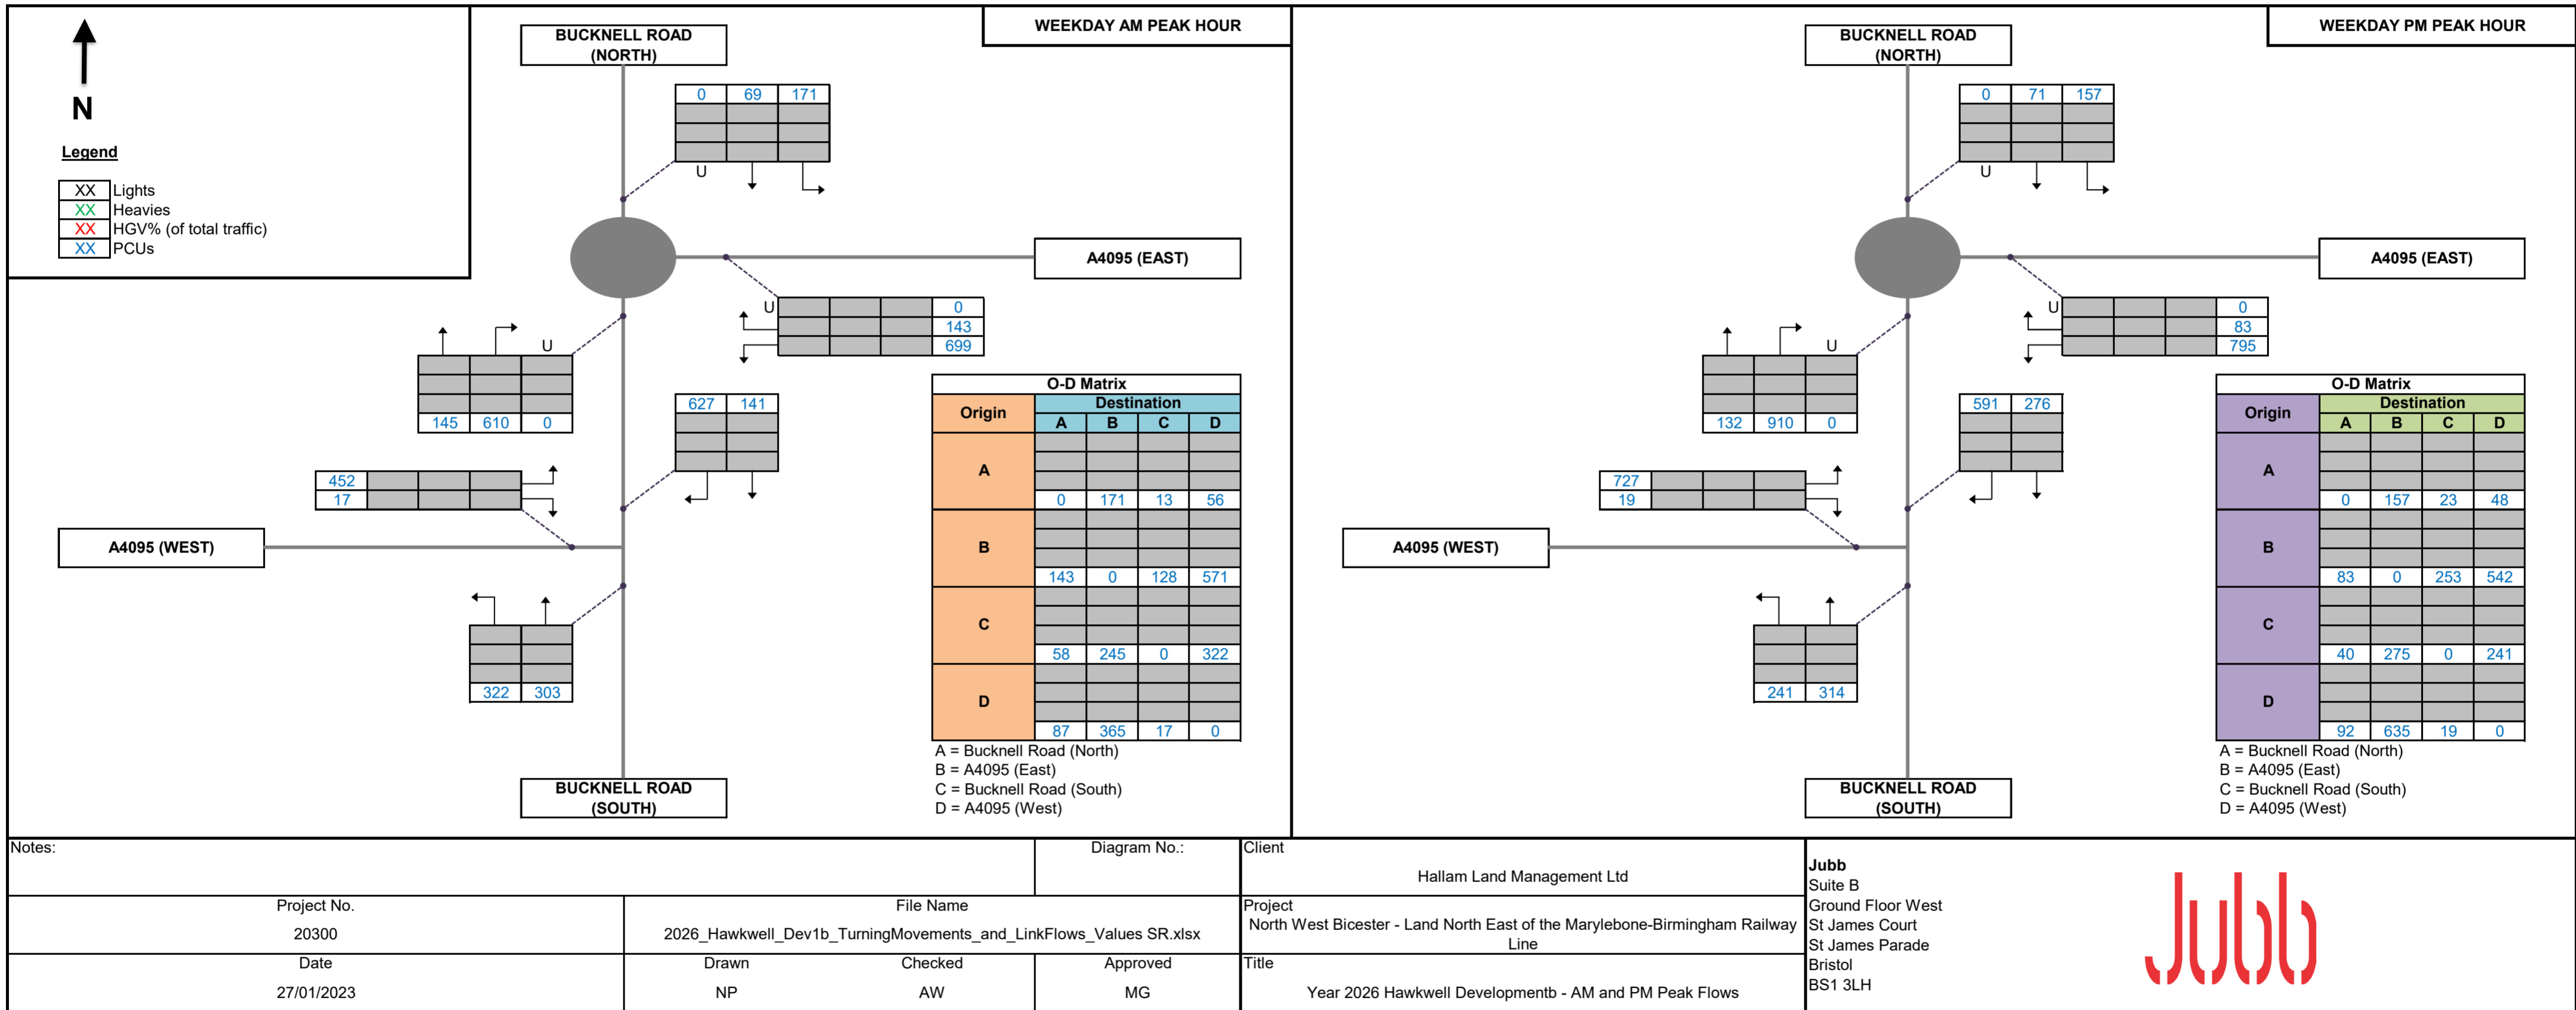 WEEKDAY AM PEAK HOUR
BUCKNELL ROAD
(NORTH)
N
Legend
XX Lights
XX Heavies
XX HGV% (of total traffic)
XX PCUs
0 69 171
U
A4095 (EAST)
U 0
143
699
U
145 610 0
627 141
452
17
A4095 (WEST)
322 303
BUCKNELL ROAD
(SOUTH)
O-D Matrix
Origin Destination
A B C D
A
0 171 13 56
B
143 0 128 571
C
58 245 0 322
D
87 365 17 0
A = Bucknell Road (North)
B = A4095 (East)
C = Bucknell Road (South)
D = A4095 (West)
WEEKDAY PM PEAK HOUR
BUCKNELL ROAD
(NORTH)
0 71 157
U
A4095 (EAST)
U 0
83
795
U
132 910 0
591 276
727
19
A4095 (WEST)
241 314
BUCKNELL ROAD
(SOUTH)
O-D Matrix
Origin Destination
A B C D
A
0 157 23 48
B
83 0 253 542
C
40 275 0 241
D
92 635 19 0
A = Bucknell Road (North)
B = A4095 (East)
C = Bucknell Road (South)
D = A4095 (West)
Notes:
Diagram No.:
Project No.
20300
File Name
2026_Hawkwell_Dev1b_TurningMovements_and_LinkFlows_Values SR.xlsx
Date
27/01/2023
Drawn
NP
Checked
AW
Approved
MG
Client
Hallam Land Management Ltd
Project
North West Bicester - Land North East of the Marylebone-Birmingham Railway
Line
Title
Year 2026 Hawkwell Developmentb - AM and PM Peak Flows
Jubb
Suite B
Ground Floor West
St James Court
St James Parade
Bristol
BS1 3LH
Jubb